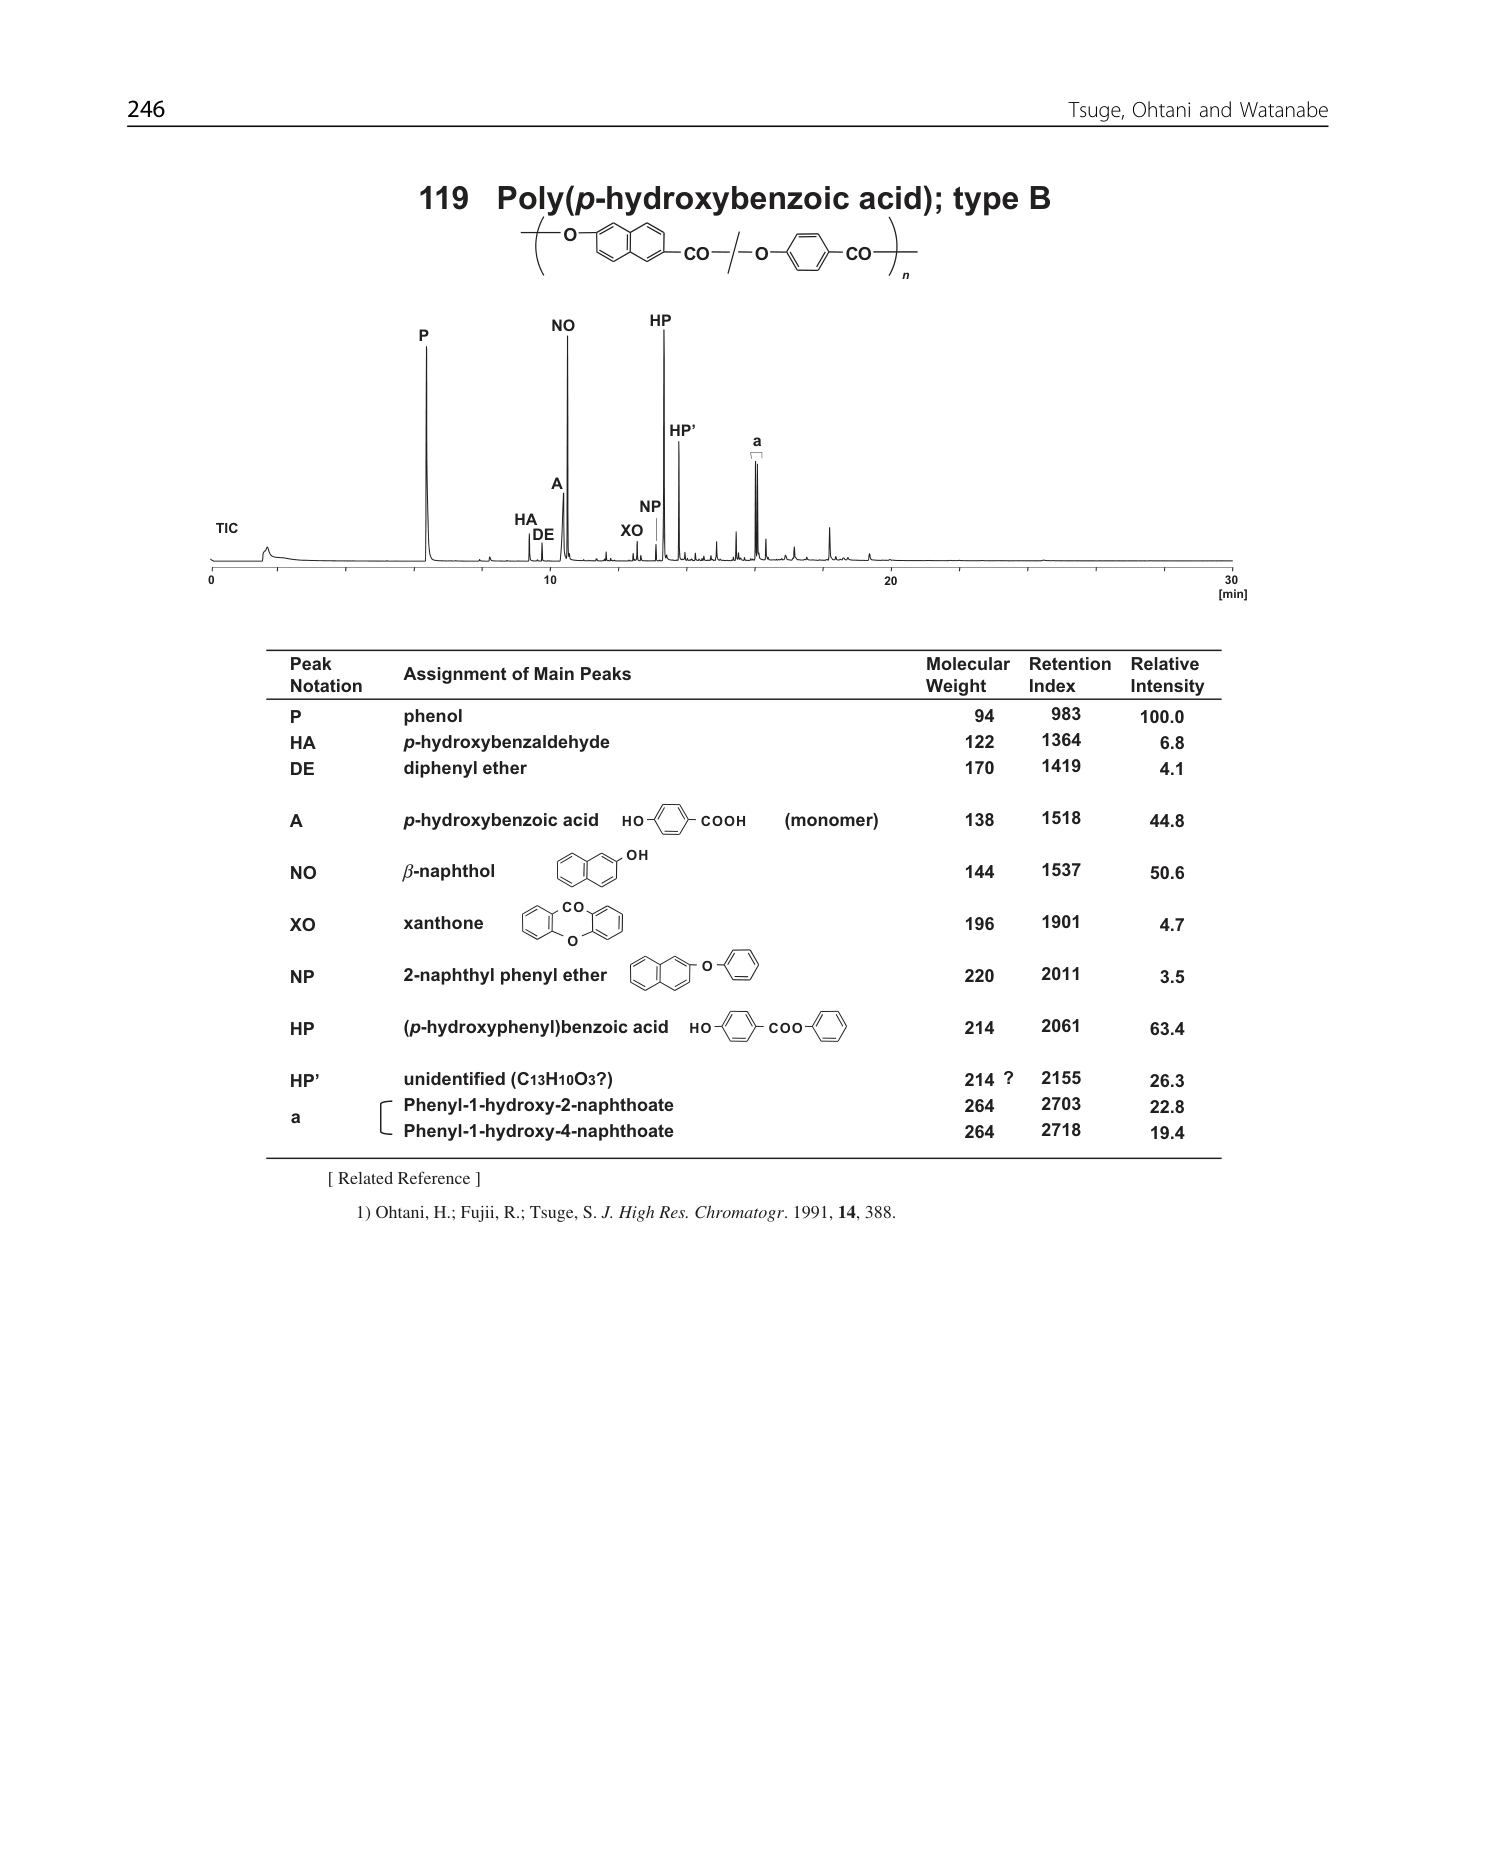 246 Tsuge, Ohtani and Watanabe
119 Poly(p-hydroxybenzoic acid); type B
O CO O CO n
HP
NO
P
HP’
a
A
NP
HA
XO
DE
TIC
0 10 20 30
[min]
Peak Notation Assignment of Main Peaks Molecular Weight Retention Index Relative Intensity
P phenol 94 983 100.0
HA p-hydroxybenzaldehyde 122 1364 6.8
DE diphenyl ether 170 1419 4.1
A p-hydroxybenzoic acid HO COOH (monomer) 138 1518 44.8
NO β-naphthol OH 144 1537 50.6
XO xanthone CO O 196 1901 4.7
NP 2-naphthyl phenyl ether O 220 2011 3.5
HP (p-hydroxyphenyl)benzoic acid HO COO 214 2061 63.4
HP’ unidentified (C13H10O3?) 214 ? 2155 26.3
a Phenyl-1-hydroxy-2-naphthoate 264 2703 22.8
Phenyl-1-hydroxy-4-naphthoate 264 2718 19.4
[ Related Reference ]
1) Ohtani, H.; Fujii, R.; Tsuge, S. J. High Res. Chromatogr. 1991, 14, 388.